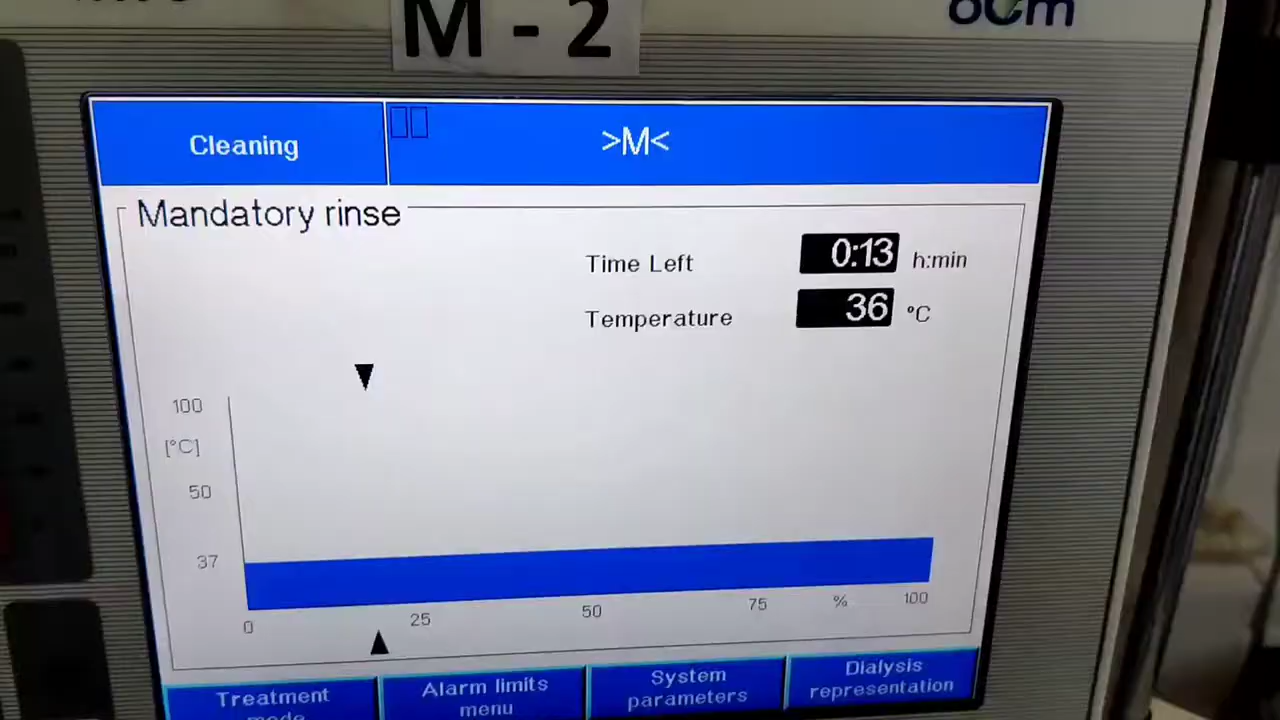 M - 2
Cleaning
>M<
Mandatory rinse
Time Left 0:13 h:min
Temperature 36 °C
100
[°C]
50
37
0 25 50 75 % 100
Treatment
mode
Alarm limits
menu
System
parameters
Dialysis
representation